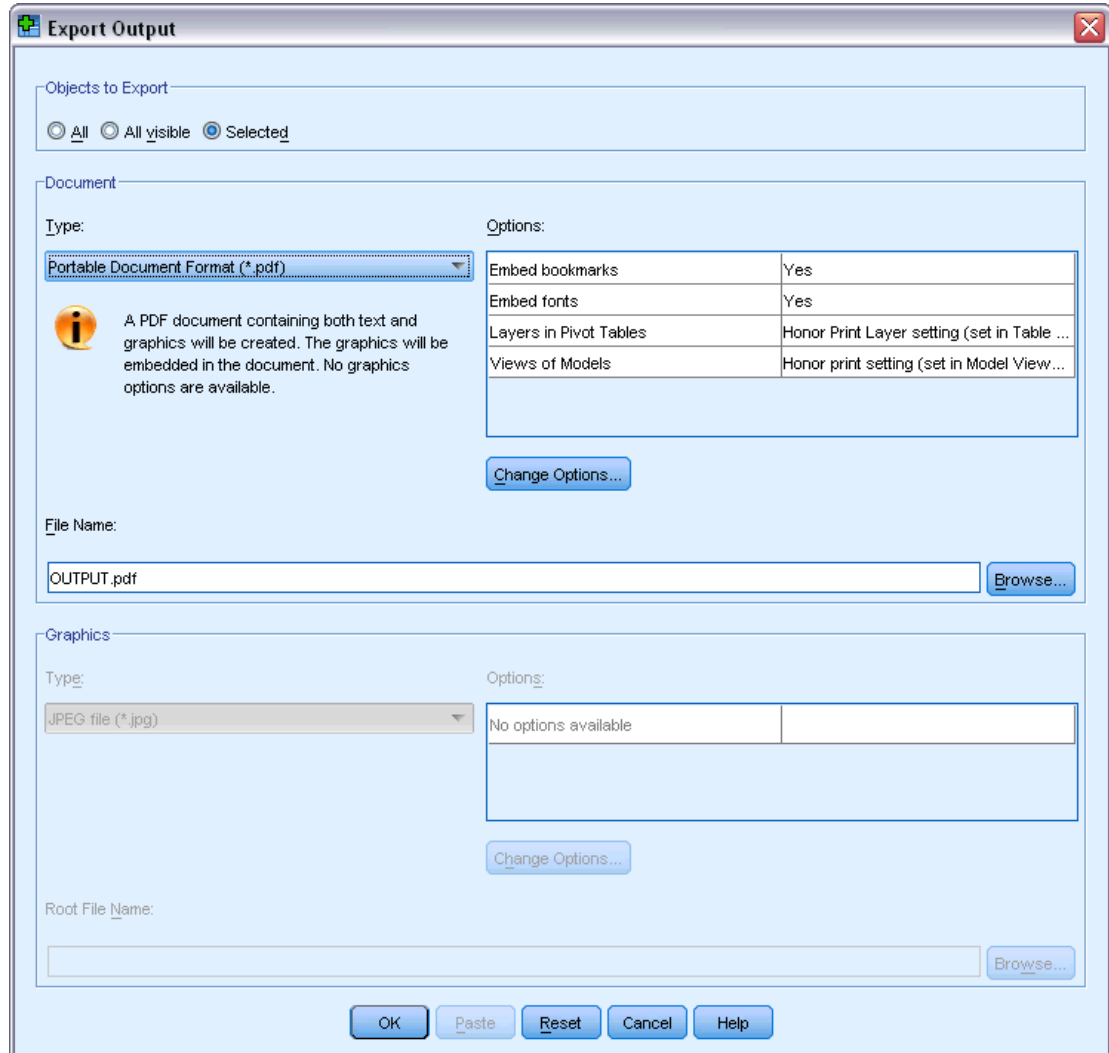 Export Output
Objects to Export
All All visible Selected
Document
Type:
Portable Document Format (*.pdf)
A PDF document containing both text and
graphics will be created. The graphics will be
embedded in the document. No graphics
options are available.
Options:
Embed bookmarks Yes
Embed fonts Yes
Layers in Pivot Tables Honor Print Layer setting (set in Table ...
Views of Models Honor print setting (set in Model View...
Change Options...
File Name:
OUTPUT.pdf
Browse...
Graphics
Type:
JPEG file (*.jpg)
Options:
No options available
Change Options...
Root File Name:
Browse...
OK Paste Reset Cancel Help